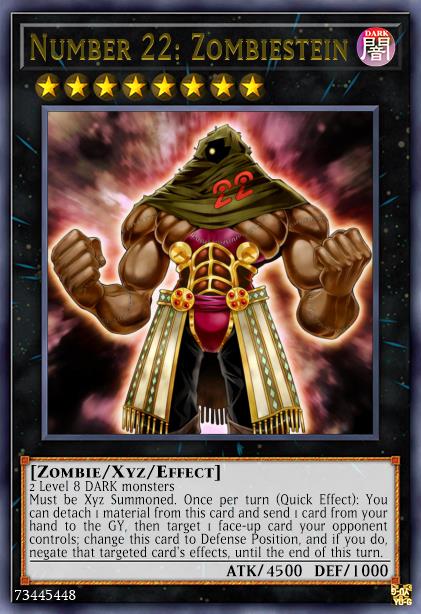 NUMBER 22: ZOMBIESTEIN
DARK
闇
22
[ZOMBIE/XYZ/EFFECT]
2 Level 8 DARK monsters
Must be Xyz Summoned. Once per turn (Quick Effect): You
can detach 1 material from this card and send 1 card from your
hand to the GY, then target 1 face-up card your opponent
controls; change this card to Defense Position, and if you do,
negate that targeted card's effects, until the end of this turn.
ATK/4500 DEF/1000
73445448